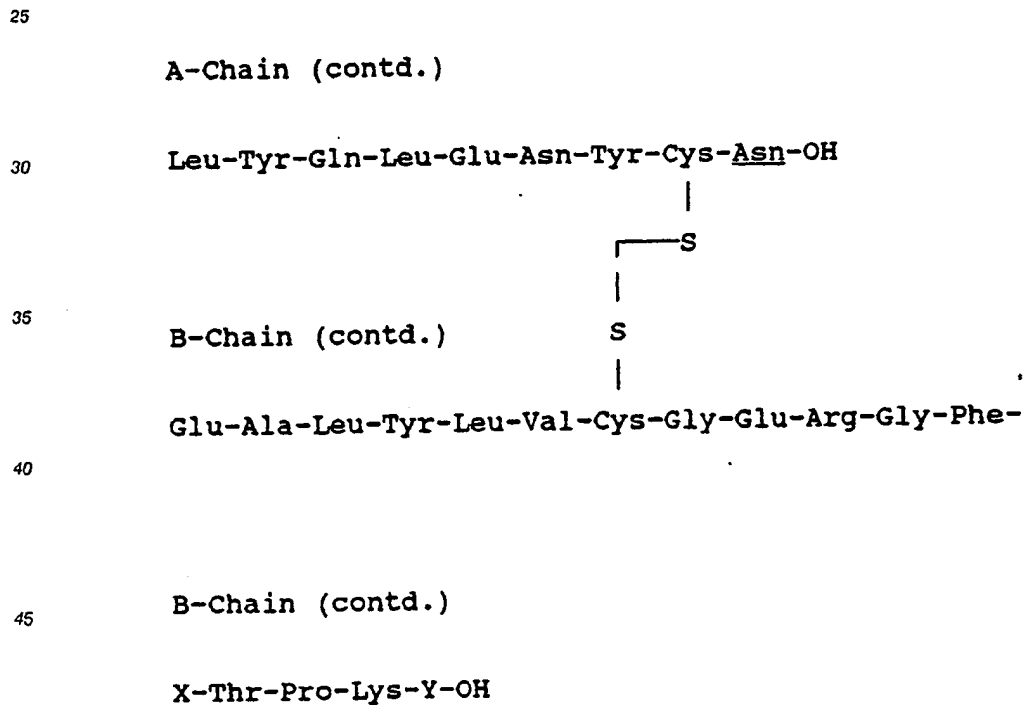 25
A-Chain (contd.)
30 Leu-Tyr-Gln-Leu-Glu-Asn-Tyr-Cys-Asn-OH
S
35 B-Chain (contd.) S
Glu-Ala-Leu-Tyr-Leu-Val-Cys-Gly-Glu-Arg-Gly-Phe-
40
45 B-Chain (contd.)
X-Thr-Pro-Lys-Y-OH